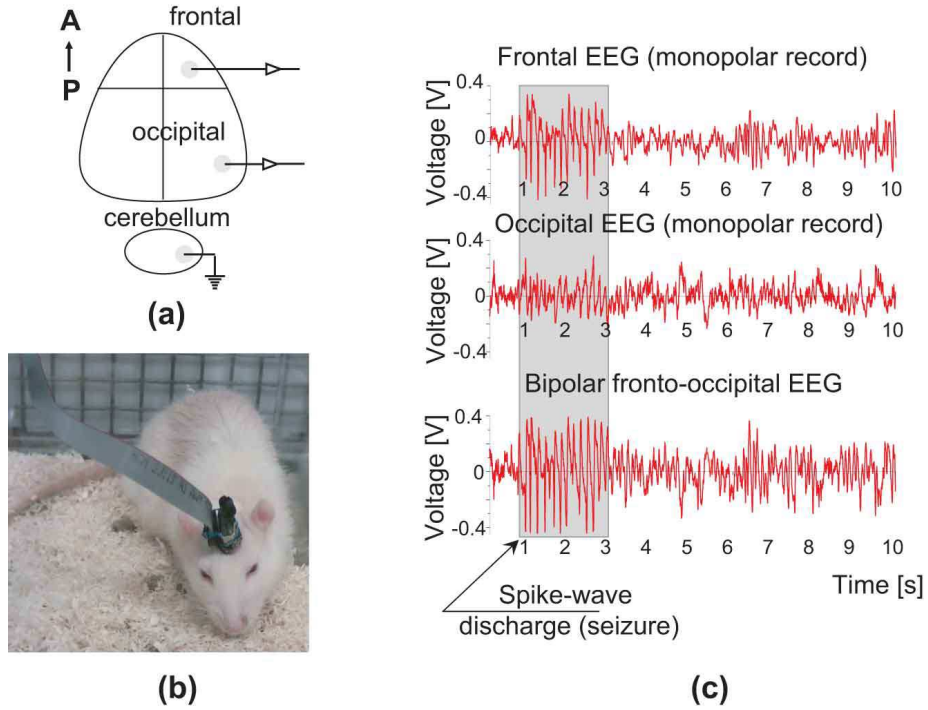 A
P
frontal
occipital
cerebellum
(a)
(b)
Frontal EEG (monopolar record)
Voltage [V]
0.4
0
-0.4
1 2 3 4 5 6 7 8 9 10
Occipital EEG (monopolar record)
Voltage [V]
0.4
0
-0.4
1 2 3 4 5 6 7 8 9 10
Bipolar fronto-occipital EEG
Voltage [V]
0.4
0
-0.4
1 2 3 4 5 6 7 8 9 10
Time [s]
Spike-wave
discharge (seizure)
(c)